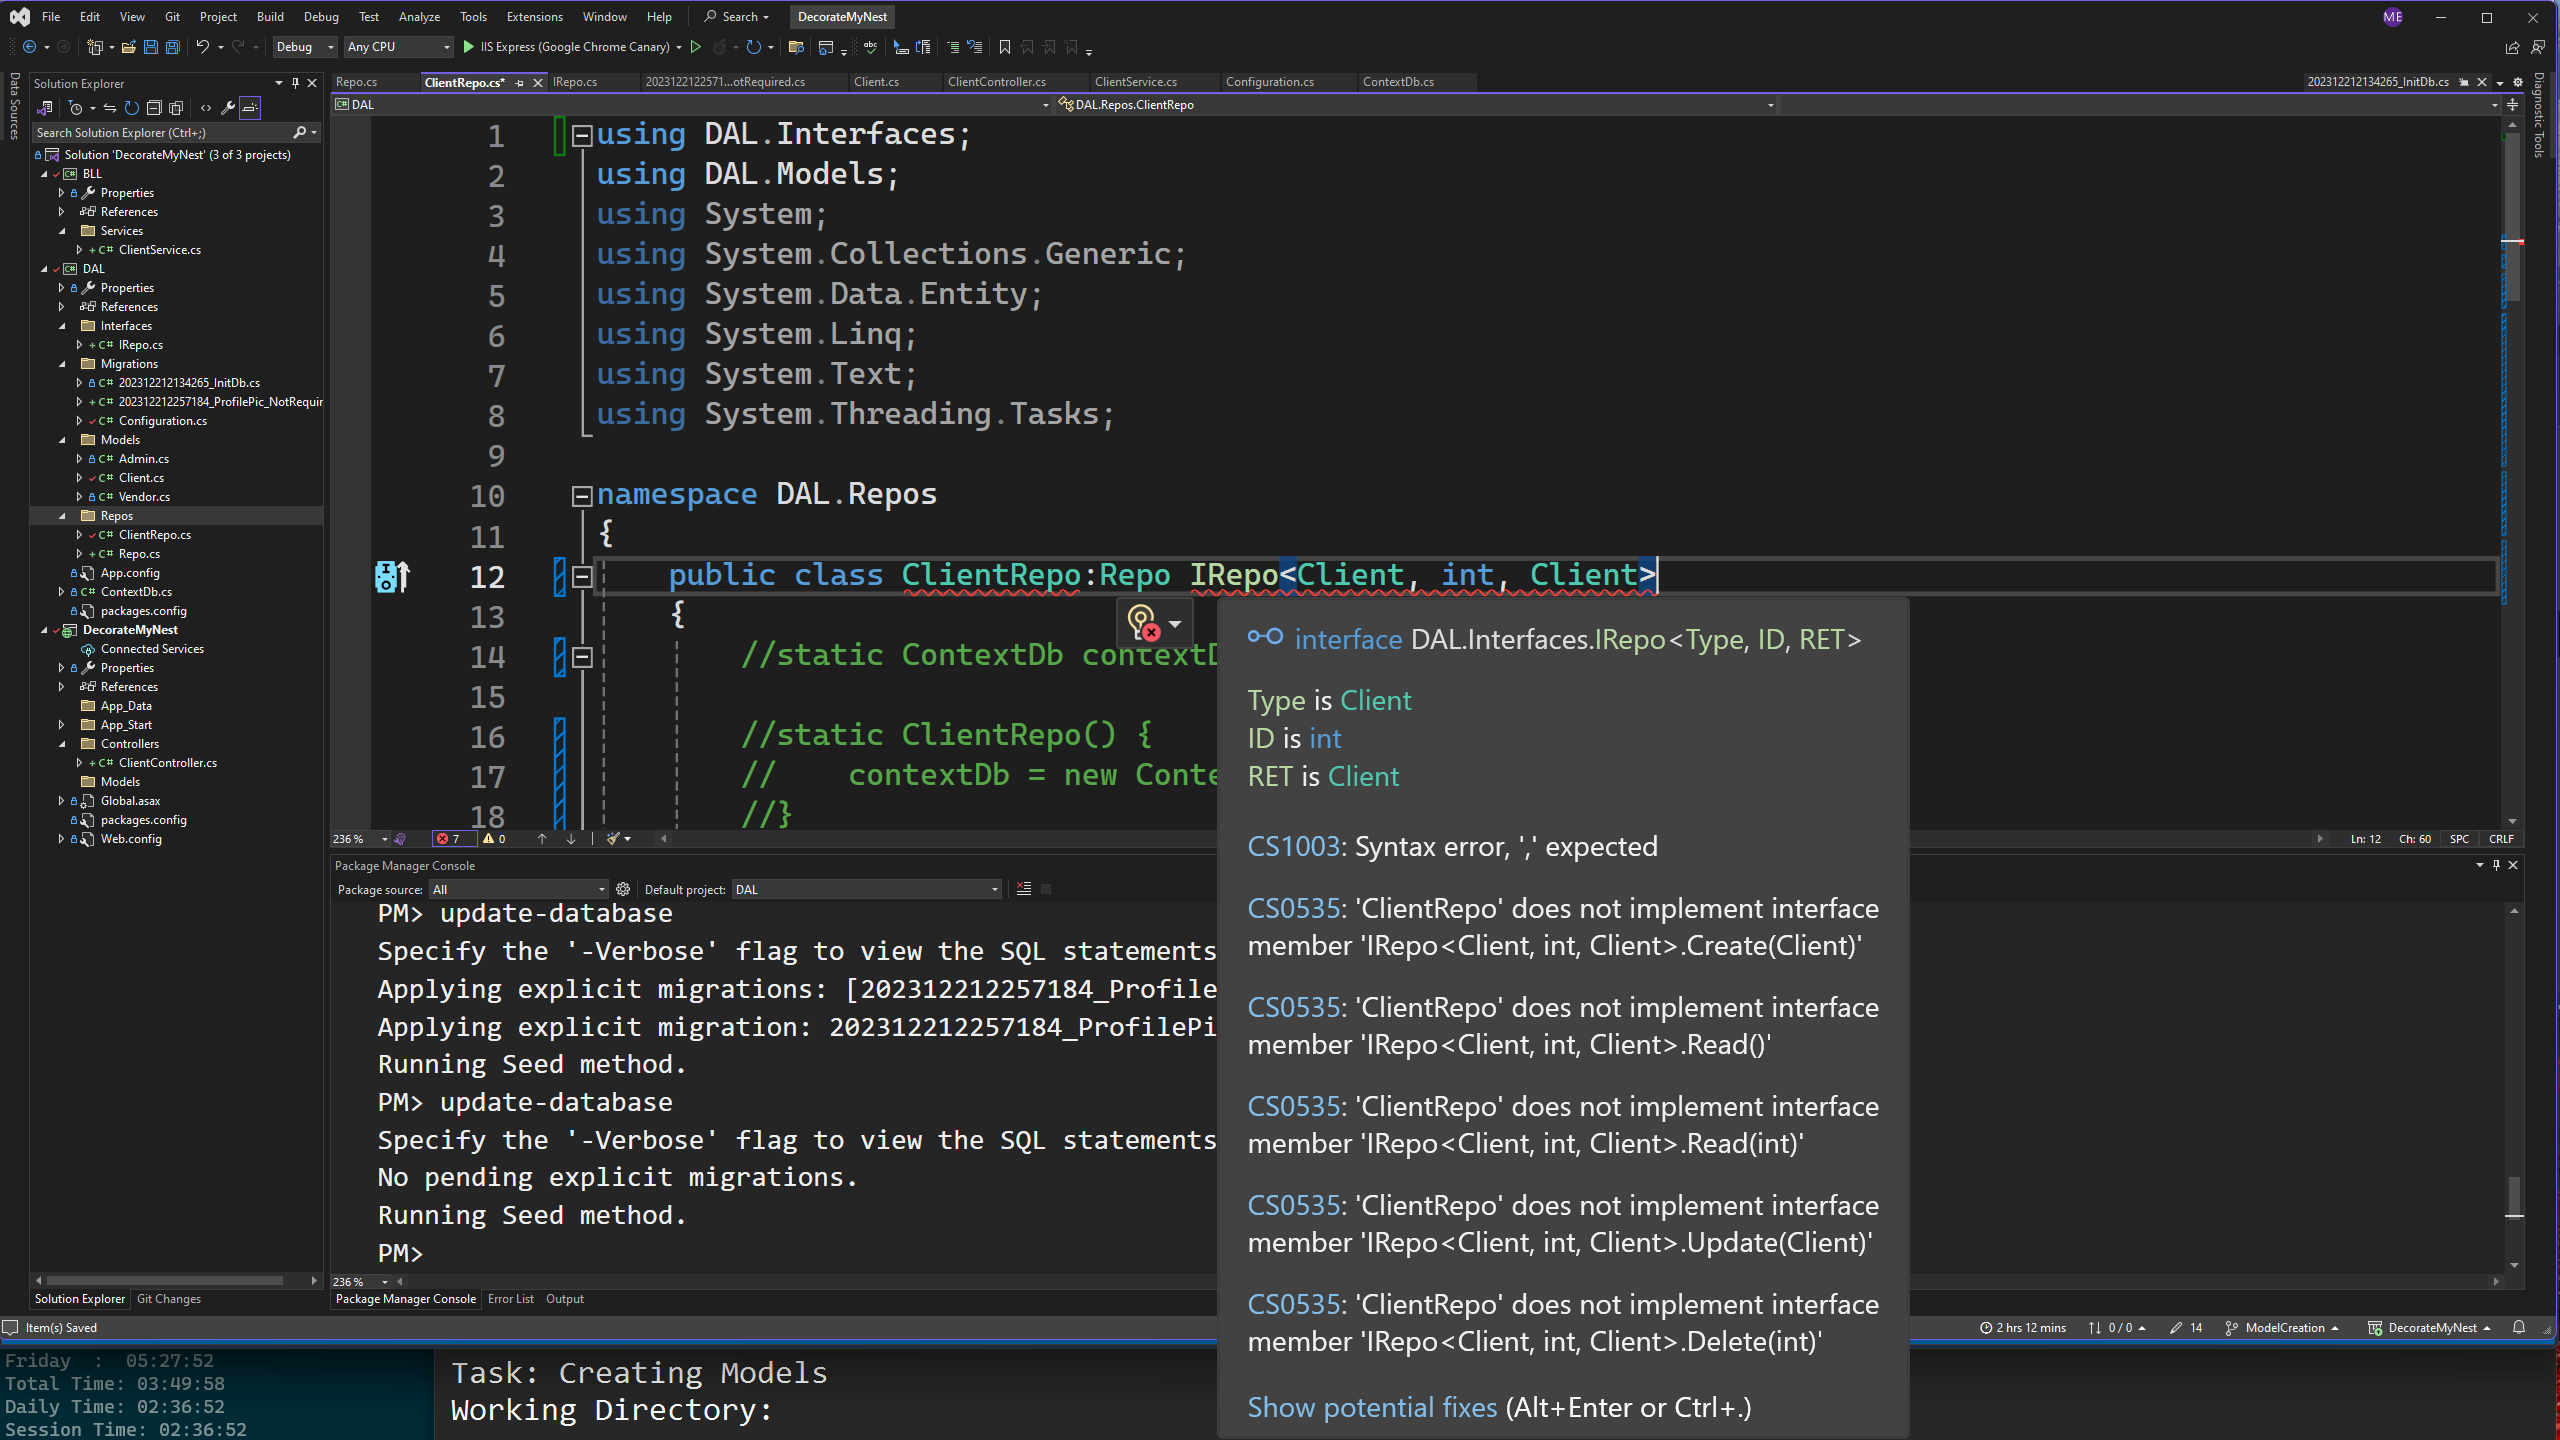 File Edit View Git Project Build Debug Test Analyze Tools Extensions Window Help Search DecorateMyNest ME
Debug Any CPU IIS Express (Google Chrome Canary)
Data Sources
Solution Explorer
Search Solution Explorer (Ctrl+;)
Solution 'DecorateMyNest' (3 of 3 projects)
BLL
Properties
References
Services
ClientService.cs
DAL
Properties
References
Interfaces
IRepo.cs
Migrations
202312212134265_InitDb.cs
202312212257184_ProfilePic_NotRequir
Configuration.cs
Models
Admin.cs
Client.cs
Vendor.cs
Repos
ClientRepo.cs
Repo.cs
App.config
ContextDb.cs
packages.config
DecorateMyNest
Connected Services
Properties
References
App_Data
App_Start
Controllers
ClientController.cs
Models
Global.asax
packages.config
Web.config
Solution Explorer Git Changes
Repo.cs ClientRepo.cs* IRepo.cs 2023122122571...otRequired.cs Client.cs ClientController.cs ClientService.cs Configuration.cs ContextDb.cs 202312212134265_InitDb.cs
DAL DAL.Repos.ClientRepo
Diagnostic Tools
1 using DAL.Interfaces;
2 using DAL.Models;
3 using System;
4 using System.Collections.Generic;
5 using System.Data.Entity;
6 using System.Linq;
7 using System.Text;
8 using System.Threading.Tasks;
9
10 namespace DAL.Repos
11 {
12 public class ClientRepo:Repo IRepo<Client, int, Client>
13 {
14 //static ContextDb context
15
16 //static ClientRepo() {
17 // contextDb = new Conte
18 //}
interface DAL.Interfaces.IRepo<Type, ID, RET>
Type is Client
ID is int
RET is Client
CS1003: Syntax error, ',' expected
CS0535: 'ClientRepo' does not implement interface
member 'IRepo<Client, int, Client>.Create(Client)'
CS0535: 'ClientRepo' does not implement interface
member 'IRepo<Client, int, Client>.Read()'
CS0535: 'ClientRepo' does not implement interface
member 'IRepo<Client, int, Client>.Read(int)'
CS0535: 'ClientRepo' does not implement interface
member 'IRepo<Client, int, Client>.Update(Client)'
CS0535: 'ClientRepo' does not implement interface
member 'IRepo<Client, int, Client>.Delete(int)'
Show potential fixes (Alt+Enter or Ctrl+.)
236 % 7 0 Ln: 12 Ch: 60 SPC CRLF
Package Manager Console
Package source: All Default project: DAL
PM> update-database
Specify the '-Verbose' flag to view the SQL statements
Applying explicit migrations: [202312212257184_Profile
Applying explicit migration: 202312212257184_ProfilePi
Running Seed method.
PM> update-database
Specify the '-Verbose' flag to view the SQL statements
No pending explicit migrations.
Running Seed method.
PM>
236 %
Package Manager Console Error List Output
Item(s) Saved 2 hrs 12 mins 0 / 0 14 ModelCreation DecorateMyNest
Friday : 05:27:52
Total Time: 03:49:58
Daily Time: 02:36:52
Session Time: 02:36:52
Task: Creating Models
Working Directory: